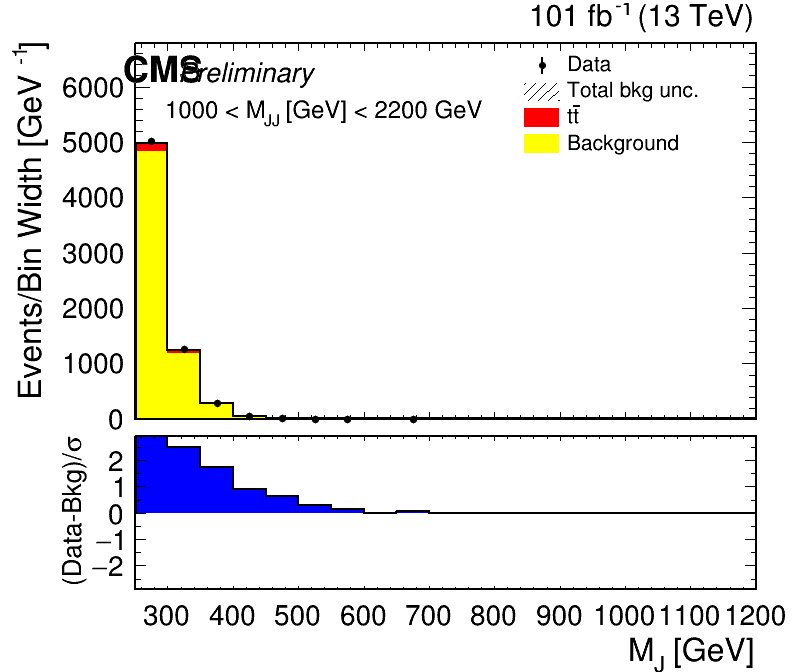 101 fb⁻¹ (13 TeV)
CMS Preliminary
1000 < M_JJ [GeV] < 2200 GeV
Data
Total bkg unc.
tt̄
Background
Events/Bin Width [GeV⁻¹]
6000
5000
4000
3000
2000
1000
0
(Data-Bkg)/σ
2
1
0
−1
−2
300 400 500 600 700 800 900 1000 1100 1200
M_J [GeV]